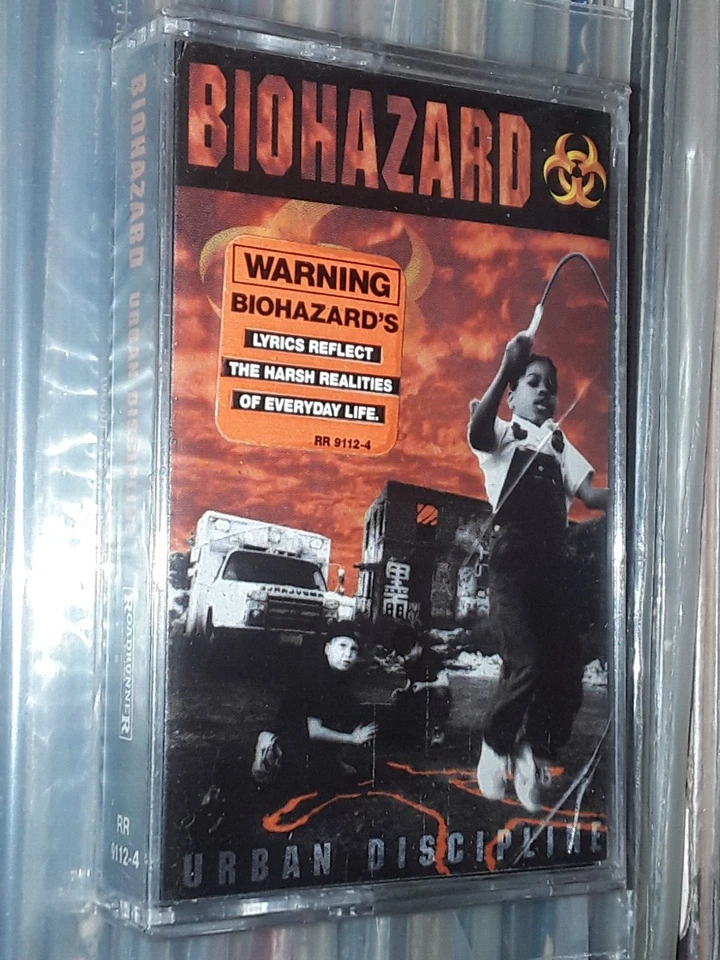 BIOHAZARD
WARNING
BIOHAZARD'S
LYRICS REFLECT
THE HARSH REALITIES
OF EVERYDAY LIFE.
RR 9112-4
URBAN DISCIPLINE
BIOHAZARD URBAN DISCIPLINE
ROADRUNNER
RR
9112-4